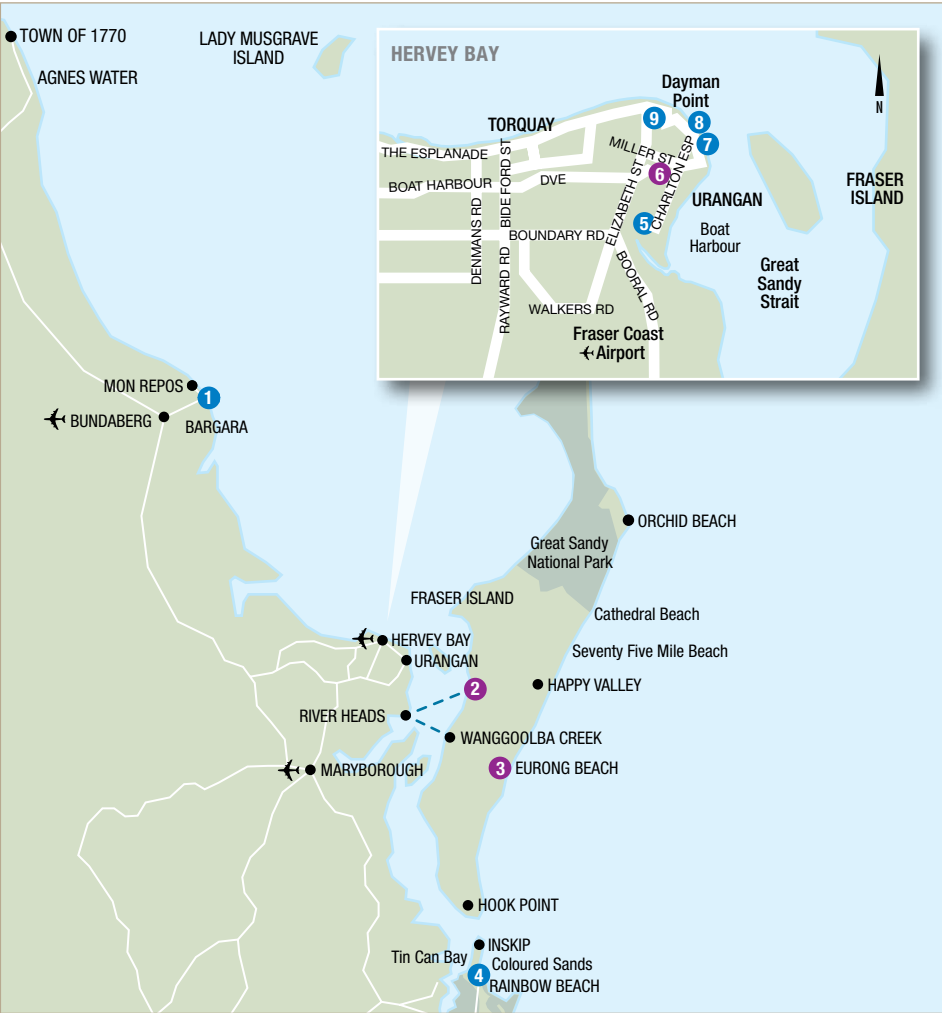 TOWN OF 1770
AGNES WATER
LADY MUSGRAVE
ISLAND
HERVEY BAY
N
Dayman
Point
9
8
7
TORQUAY
THE ESPLANADE
MILLER ST
6
BOAT HARBOUR
DVE
BIDE FORD ST
DENMANS RD
ELIZABETH ST
CHARLTON ESP
5
URANGAN
Boat
Harbour
FRASER
ISLAND
BOUNDARY RD
Great
Sandy
Strait
RAYWARD RD
BOORAL RD
WALKERS RD
Fraser Coast
Airport
MON REPOS
1
BUNDABERG
BARGARA
ORCHID BEACH
Great Sandy
National Park
FRASER ISLAND
Cathedral Beach
HERVEY BAY
Seventy Five Mile Beach
URANGAN
2
HAPPY VALLEY
RIVER HEADS
WANGGOOLBA CREEK
MARYBOROUGH
3
EURONG BEACH
HOOK POINT
INSKIP
Tin Can Bay
Coloured Sands
4
RAINBOW BEACH